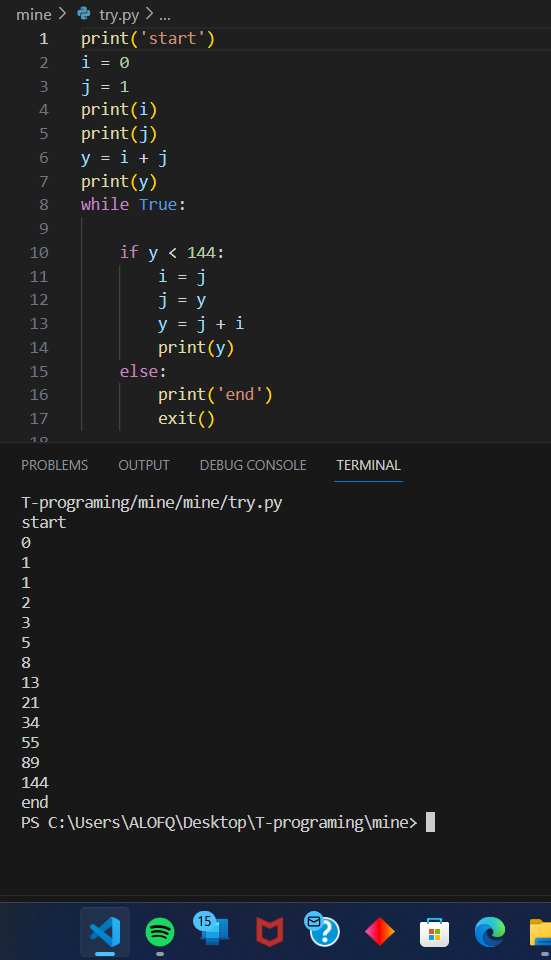 mine > try.py > ...
1 print('start')
2 i = 0
3 j = 1
4 print(i)
5 print(j)
6 y = i + j
7 print(y)
8 while True:
9
10     if y < 144:
11         i = j
12         j = y
13         y = j + i
14         print(y)
15     else:
16         print('end')
17         exit()
18
PROBLEMS OUTPUT DEBUG CONSOLE TERMINAL
T-programing/mine/mine/try.py
start
0
1
1
2
3
5
8
13
21
34
55
89
144
end
PS C:\Users\ALOFQ\Desktop\T-programing\mine>
15